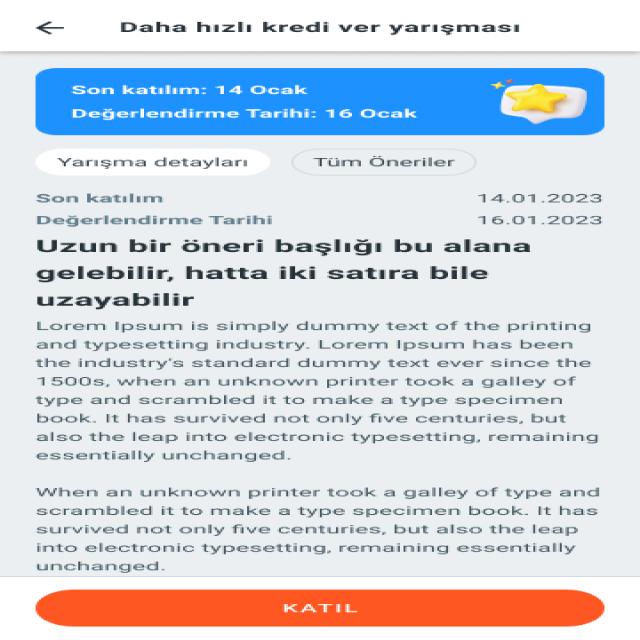 Daha hızlı kredi ver yarışması
Son katılım: 14 Ocak
Değerlendirme Tarihi: 16 Ocak
Yarışma detayları
Tüm Öneriler
Son katılım 14.01.2023
Değerlendirme Tarihi 16.01.2023
Uzun bir öneri başlığı bu alana
gelebilir, hatta iki satıra bile
uzayabilir
Lorem Ipsum is simply dummy text of the printing
and typesetting industry. Lorem Ipsum has been
the industry's standard dummy text ever since the
1500s, when an unknown printer took a galley of
type and scrambled it to make a type specimen
book. It has survived not only five centuries, but
also the leap into electronic typesetting, remaining
essentially unchanged.
When an unknown printer took a galley of type and
scrambled it to make a type specimen book. It has
survived not only five centuries, but also the leap
into electronic typesetting, remaining essentially
unchanged.
KATIL